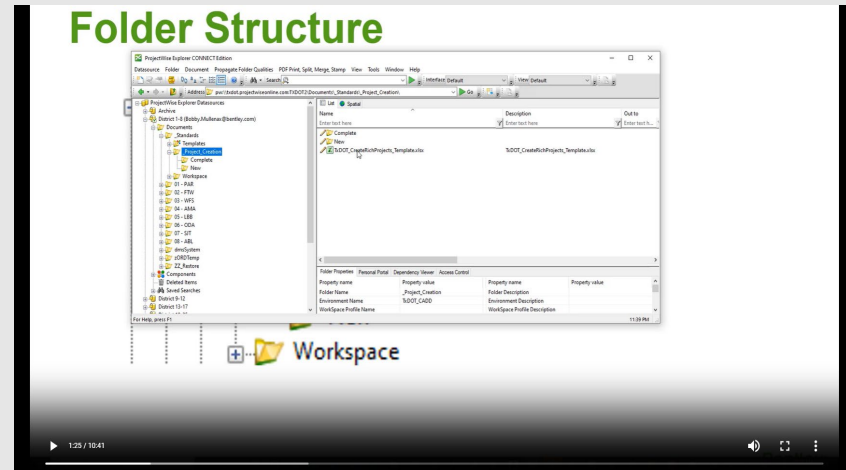 Folder Structure
ProjectWise Explorer CONNECT Edition
Datasource Folder Document Propagate Folder Qualities PDF Print, Split, Merge, Stamp View Tools Window Help
Search Interface Default View Default
Address pw:\\txdot.projectwiseonline.com:TXDOT2\Documents\_Standards\_Project_Creation\ Go
ProjectWise Explorer Datasources
Archive
District 1-8 (Bobby.Mullenax@bentley.com)
Documents
_Standards
Templates
_Project_Creation
Complete
New
Workspace
01 - PAR
02 - FTW
03 - WFS
04 - AMA
05 - LBB
06 - ODA
07 - SJT
08 - ABL
dmsSystem
zORDTemp
ZZ_Restore
Components
Deleted Items
Saved Searches
District 9-12
District 13-17
List Spatial
Name Description Out to
Enter text here Enter text here Enter text h...
Complete
New
TxDOT_CreateRichProjects_Template.xlsx TxDOT_CreateRichProjects_Template.xlsx
Folder Properties Personal Portal Dependency Viewer Access Control
Property name Property value Property name Property value
Folder Name _Project_Creation Folder Description
Environment Name TxDOT_CADD Environment Description
WorkSpace Profile Name WorkSpace Profile Description
For Help, press F1 11:39 PM
Workspace
1:25 / 10:41